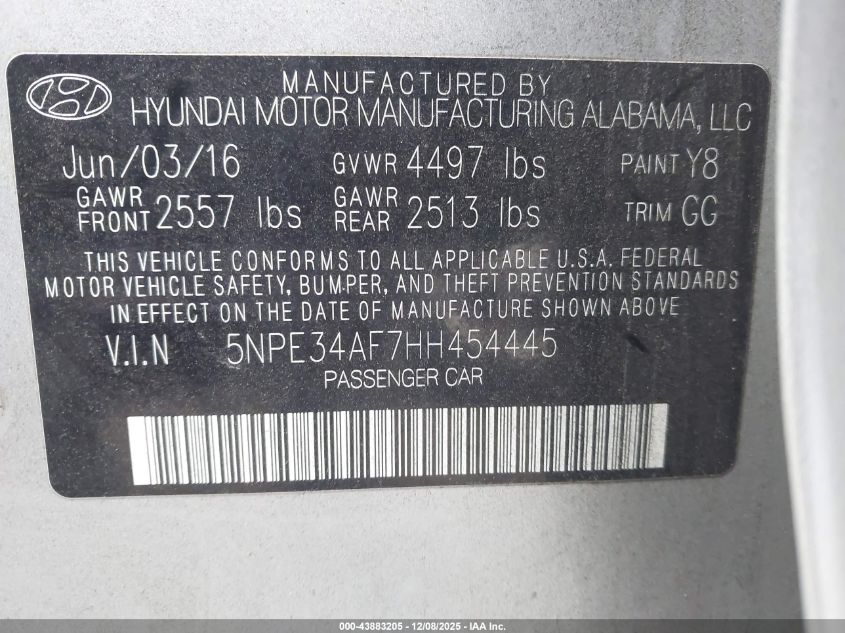 MANUFACTURED BY
HYUNDAI MOTOR MANUFACTURING ALABAMA, LLC
Jun/03/16 GVWR 4497 lbs PAINT Y8
GAWR FRONT 2557 lbs GAWR REAR 2513 lbs TRIM GG
THIS VEHICLE CONFORMS TO ALL APPLICABLE U.S.A. FEDERAL
MOTOR VEHICLE SAFETY, BUMPER, AND THEFT PREVENTION STANDARDS
IN EFFECT ON THE DATE OF MANUFACTURE SHOWN ABOVE
V.I.N 5NPE34AF7HH454445
PASSENGER CAR
000-43883205 - 12/08/2025 - IAA Inc.